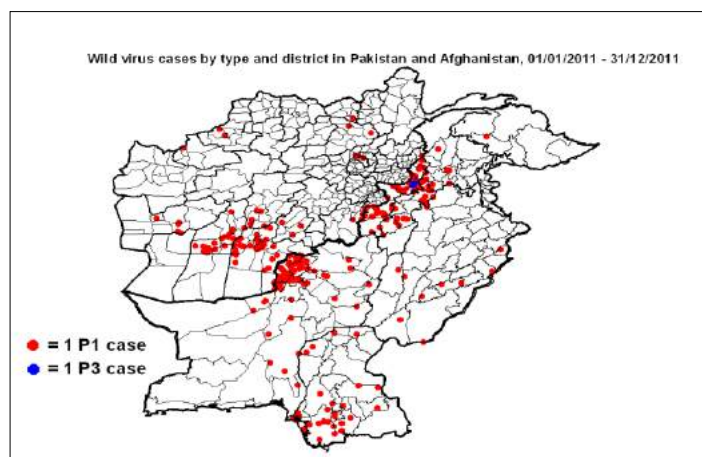 Wild virus cases by type and district in Pakistan and Afghanistan, 01/01/2011 - 31/12/2011
= 1 P1 case
= 1 P3 case